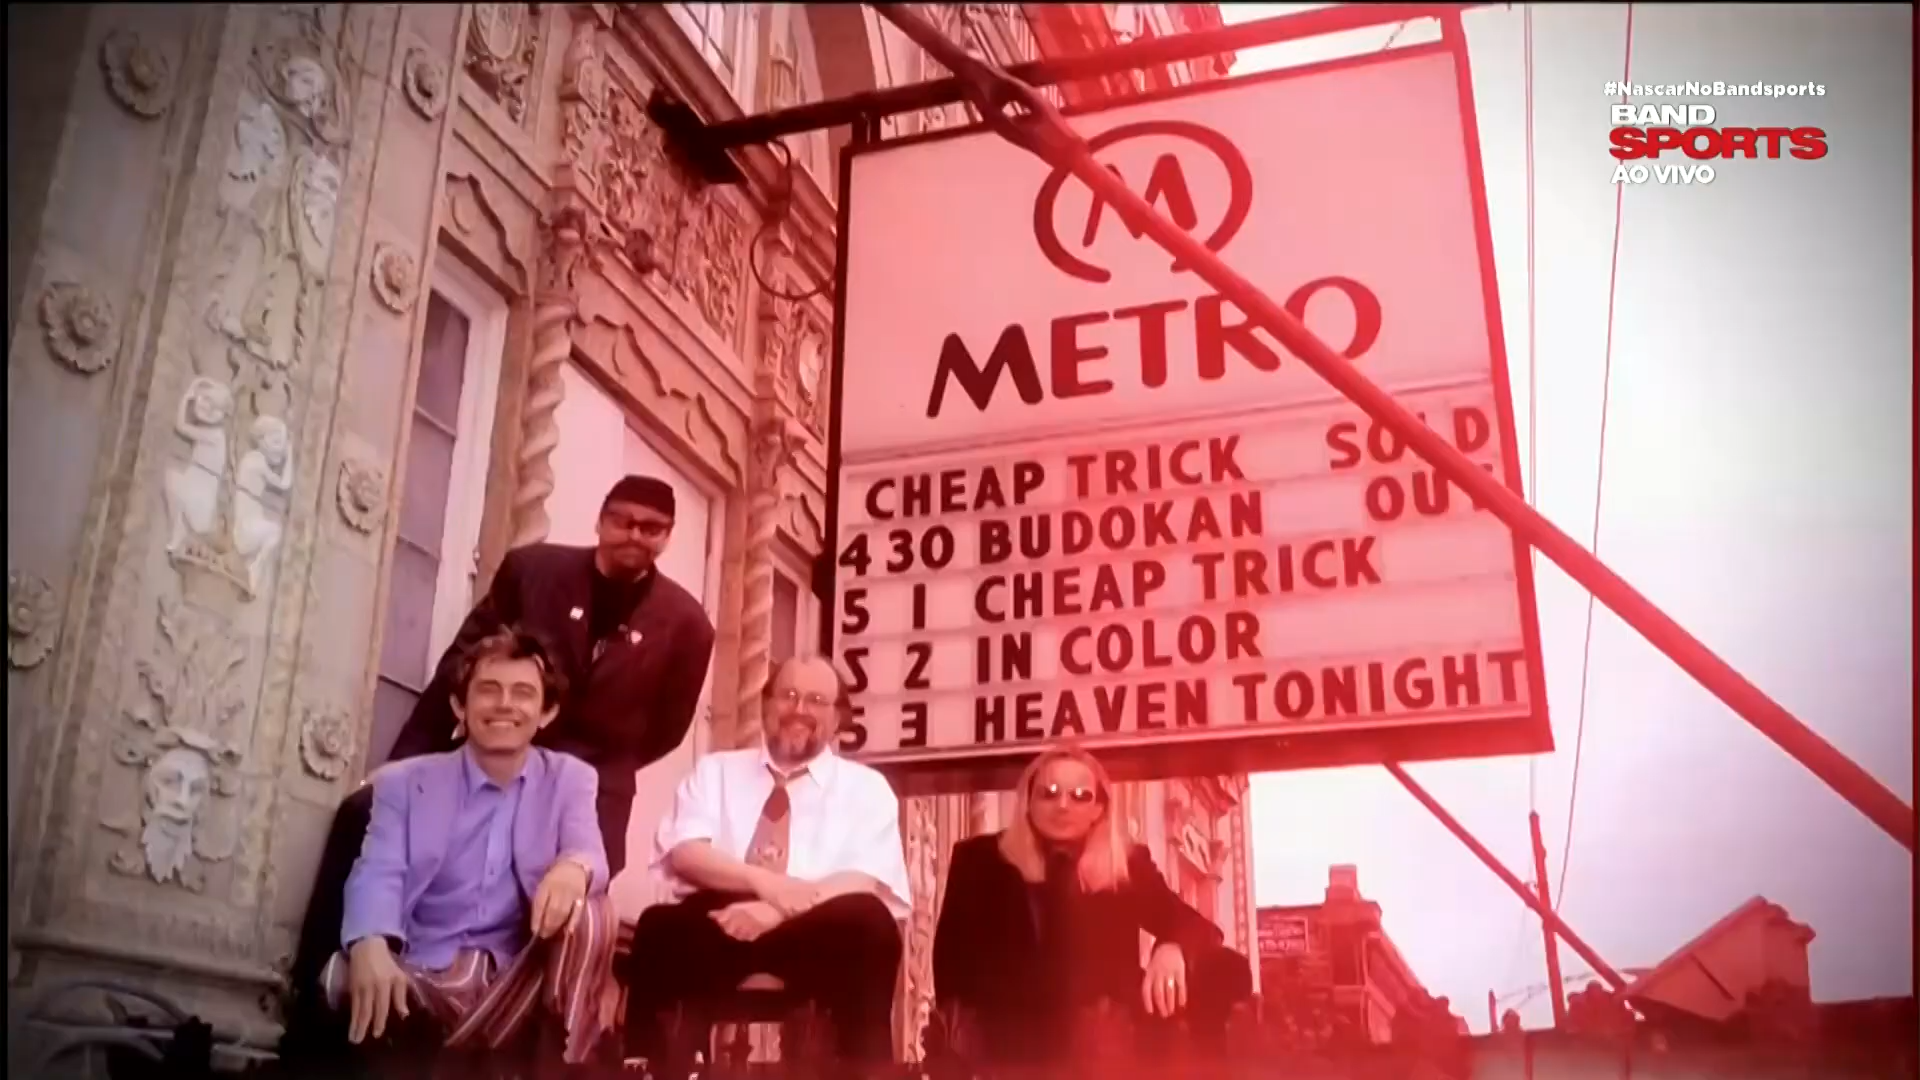 #NascarNoBandsports
BAND
SPORTS
AO VIVO
M
METRO
CHEAP TRICK SOLD
4 30 BUDOKAN OUT
5 1 CHEAP TRICK
5 2 IN COLOR
5 3 HEAVEN TONIGHT